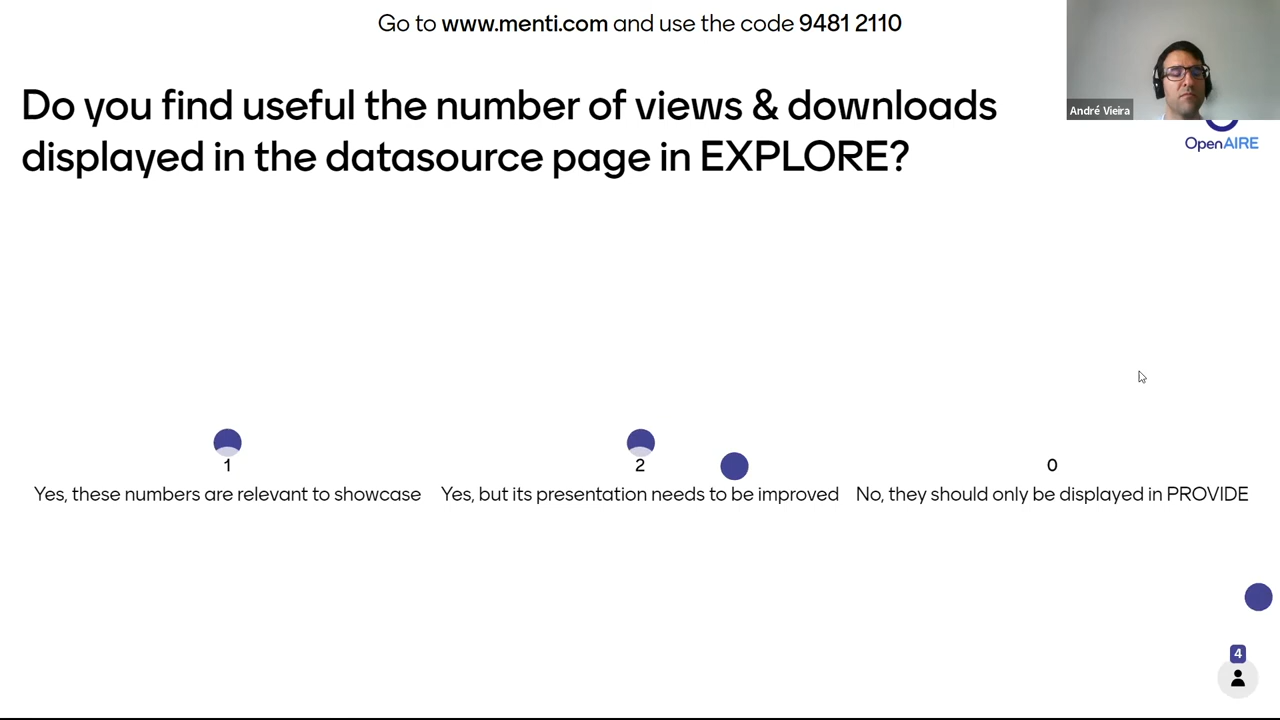 Go to www.menti.com and use the code 9481 2110
André Vieira
OpenAIRE
Do you find useful the number of views & downloads
displayed in the datasource page in EXPLORE?
1
2
0
Yes, these numbers are relevant to showcase
Yes, but its presentation needs to be improved
No, they should only be displayed in PROVIDE
4